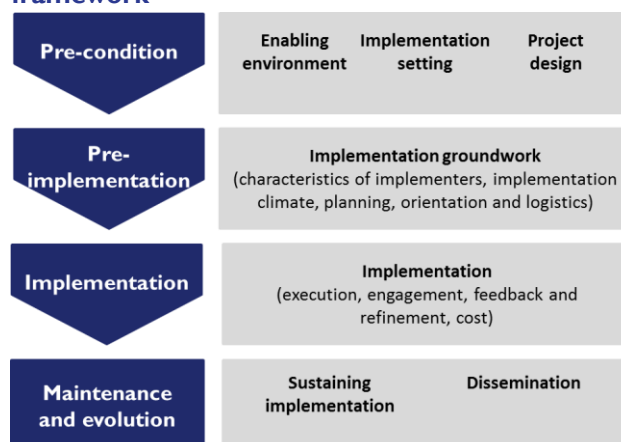 framework
Pre-condition
Enabling environment
Implementation setting
Project design
Pre-
implementation
Implementation groundwork
(characteristics of implementers, implementation
climate, planning, orientation and logistics)
Implementation
Implementation
(execution, engagement, feedback and
refinement, cost)
Maintenance
and evolution
Sustaining
implementation
Dissemination